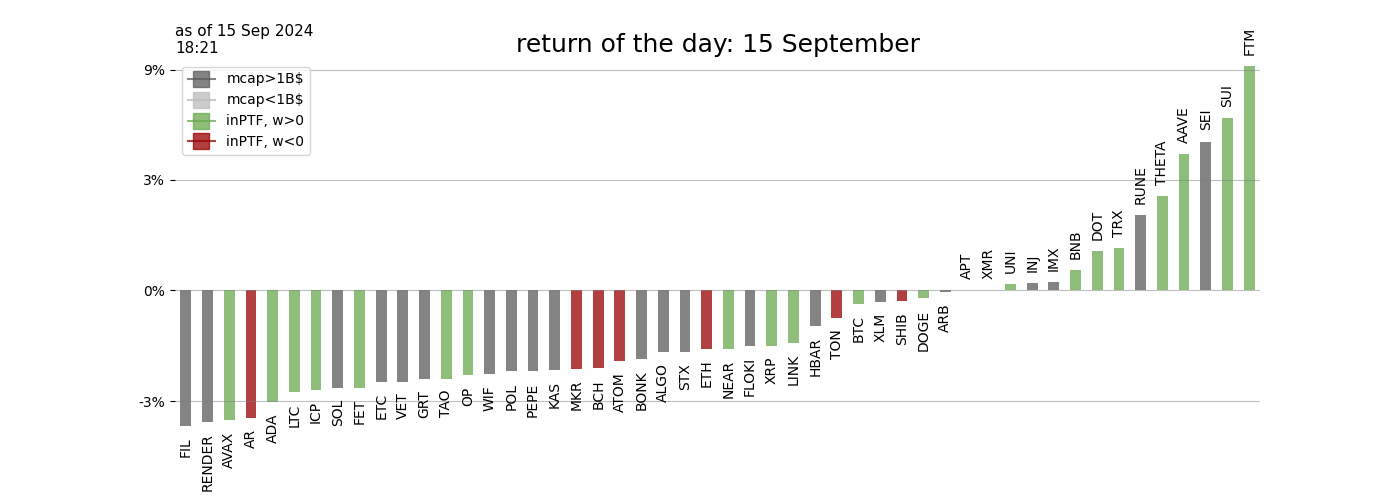 as of 15 Sep 2024
18:21
return of the day: 15 September
9%
3%
0%
-3%
mcap>1B$
mcap<1B$
inPTF, w>0
inPTF, w<0
FIL
RENDER
AVAX
AR
ADA
LTC
ICP
SOL
FET
ETC
VET
GRT
TAO
OP
WIF
POL
PEPE
KAS
MKR
BCH
ATOM
BONK
ALGO
STX
ETH
NEAR
FLOKI
XRP
LINK
HBAR
TON
BTC
XLM
SHIB
DOGE
ARB
APT
XMR
UNI
INJ
IMX
BNB
DOT
TRX
RUNE
THETA
AAVE
SEI
SUI
FTM